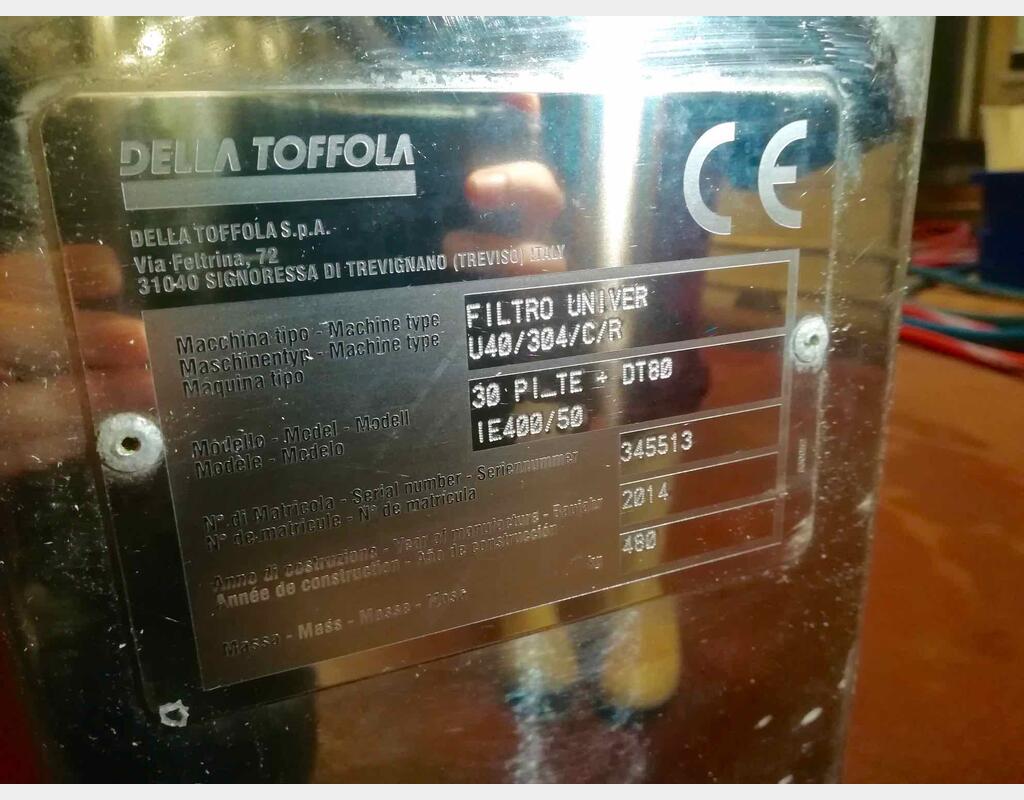 DELLA TOFFOLA
CE
DELLA TOFFOLA S.p.A.
Via Feltrina, 72
31040 SIGNORESSA DI TREVIGNANO (TREVISO) ITALY
Macchina tipo - Machine type
Maschinentyp - Machine type
Maquina tipo
FILTRO UNIVER
U40/304/C/R
Modello - Model - Modell
Modèle - Modelo
30 PI_TE + DT80
IE400/50
N° di Matricola - Serial number - Seriennummer
N° de matricule - N° de matricula
345513
Anno di costruzione - Year of manufacture - Baujahr
Année de construction - Año de construcción
2014
Massa - Mass - Masse
kg
480